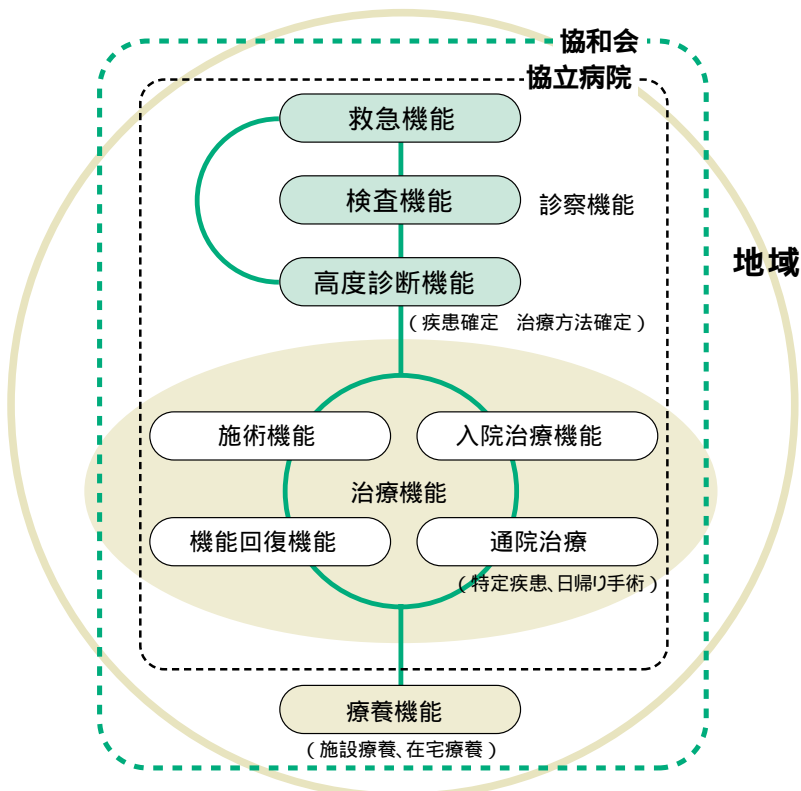 協和会
協立病院
救急機能
検査機能
診察機能
高度診断機能
(疾患確定 治療方法確定)
地域
施術機能
入院治療機能
治療機能
機能回復機能
通院治療
(特定疾患、日帰り手術)
療養機能
(施設療養、在宅療養)